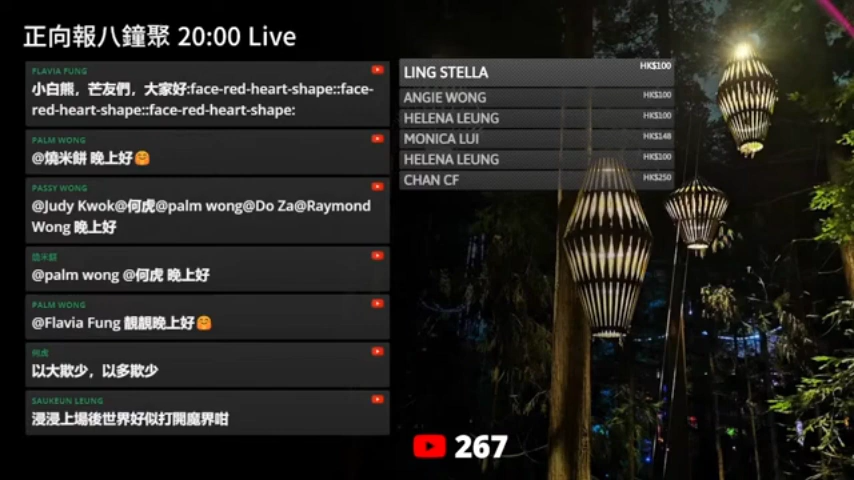 正向報八鐘聚 20:00 Live
FLAVIA FUNG
小白熊，芒友們，大家好:face-red-heart-shape::face-
red-heart-shape::face-red-heart-shape:
PALM WONG
@燒米餅 晚上好🤗
PASSY WONG
@Judy Kwok@何虎@palm wong@Do Za@Raymond
Wong 晚上好
燒米餅
@palm wong @何虎 晚上好
PALM WONG
@Flavia Fung 靚靚晚上好🤗
何虎
以大欺少，以多欺少
SAUKEUN LEUNG
浸浸上場後世界好似打開魔界咁
LING STELLA HK$100
ANGIE WONG HK$100
HELENA LEUNG HK$100
MONICA LUI HK$148
HELENA LEUNG HK$100
CHAN CF HK$250
267